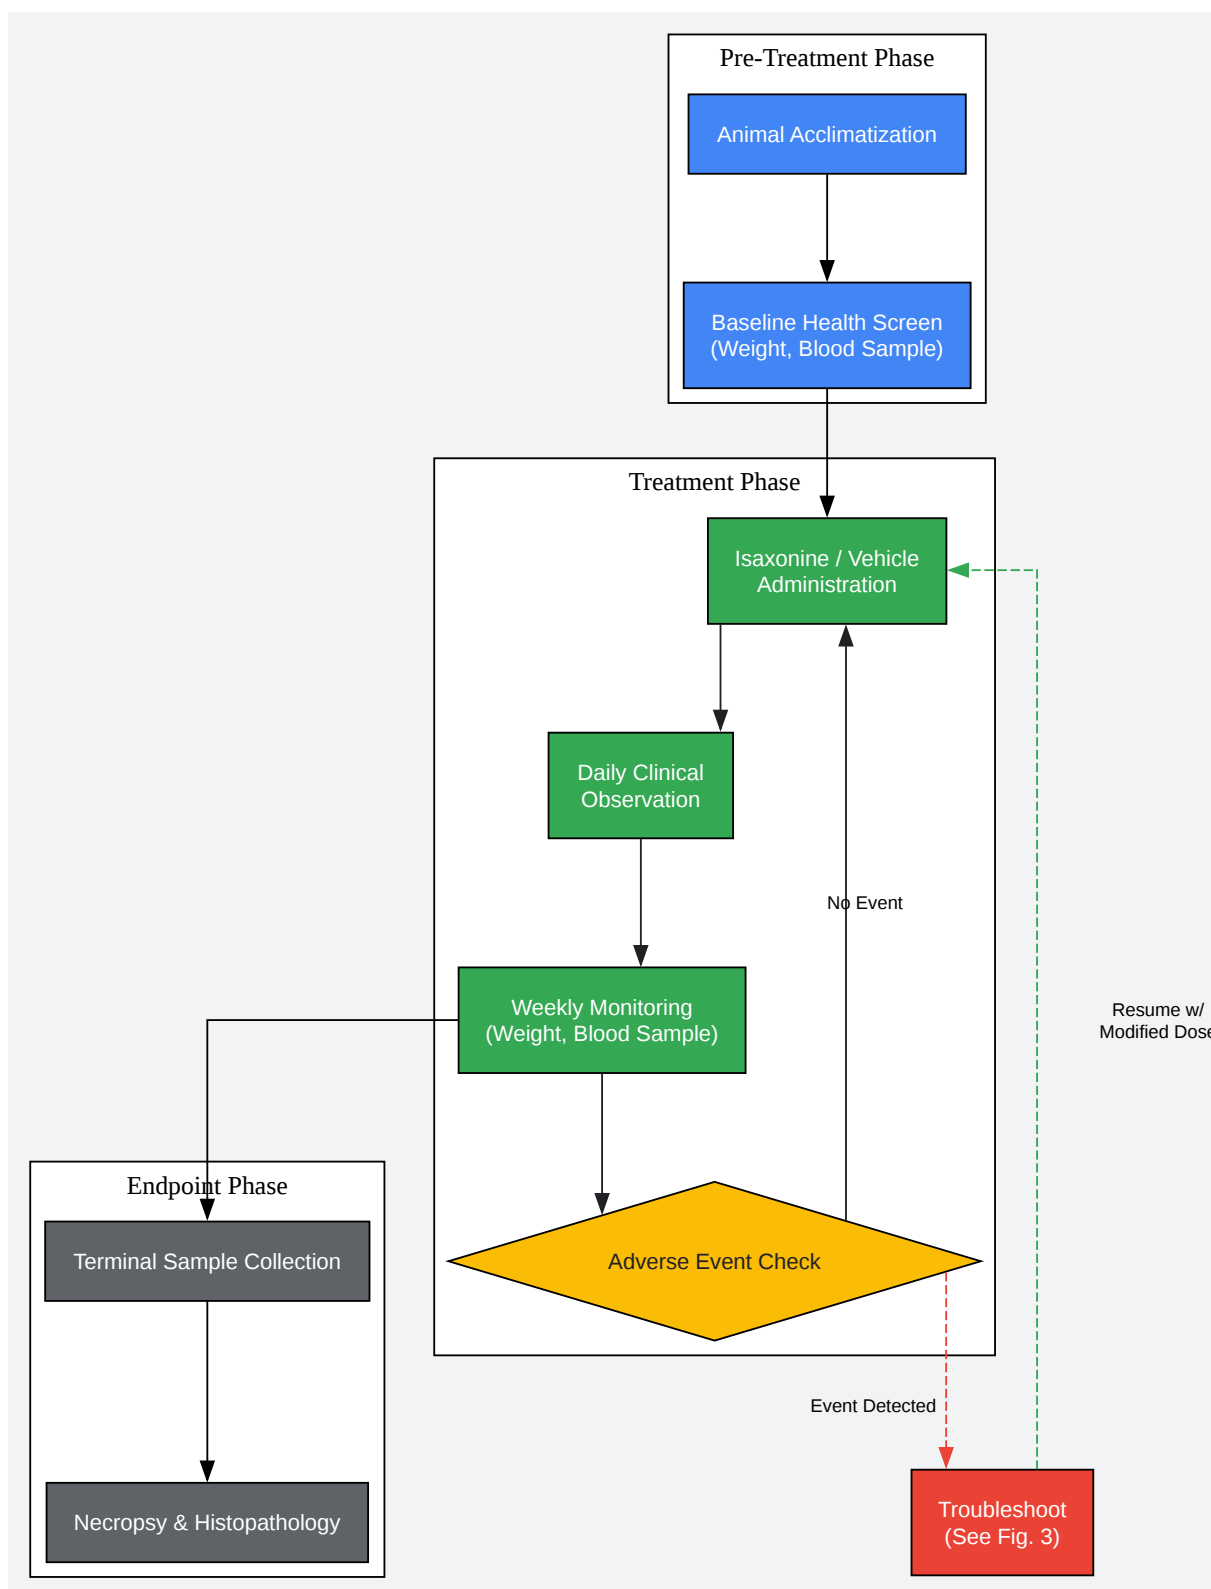 Pre-Treatment Phase
Animal Acclimatization
Baseline Health Screen
(Weight, Blood Sample)
Treatment Phase
Isaxonine / Vehicle
Administration
Daily Clinical
Observation
No Event
Weekly Monitoring
(Weight, Blood Sample)
Resume w/
Modified Dose
Endpoint Phase
Terminal Sample Collection
Adverse Event Check
Event Detected
Necropsy & Histopathology
Troubleshoot
(See Fig. 3)